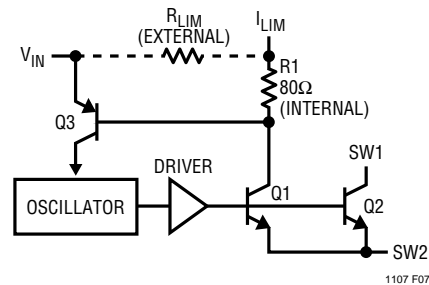 R_LIM
(EXTERNAL)
I_LIM
V_IN
R1
80Ω
(INTERNAL)
Q3
DRIVER
SW1
OSCILLATOR
Q1
Q2
SW2
1107 F07